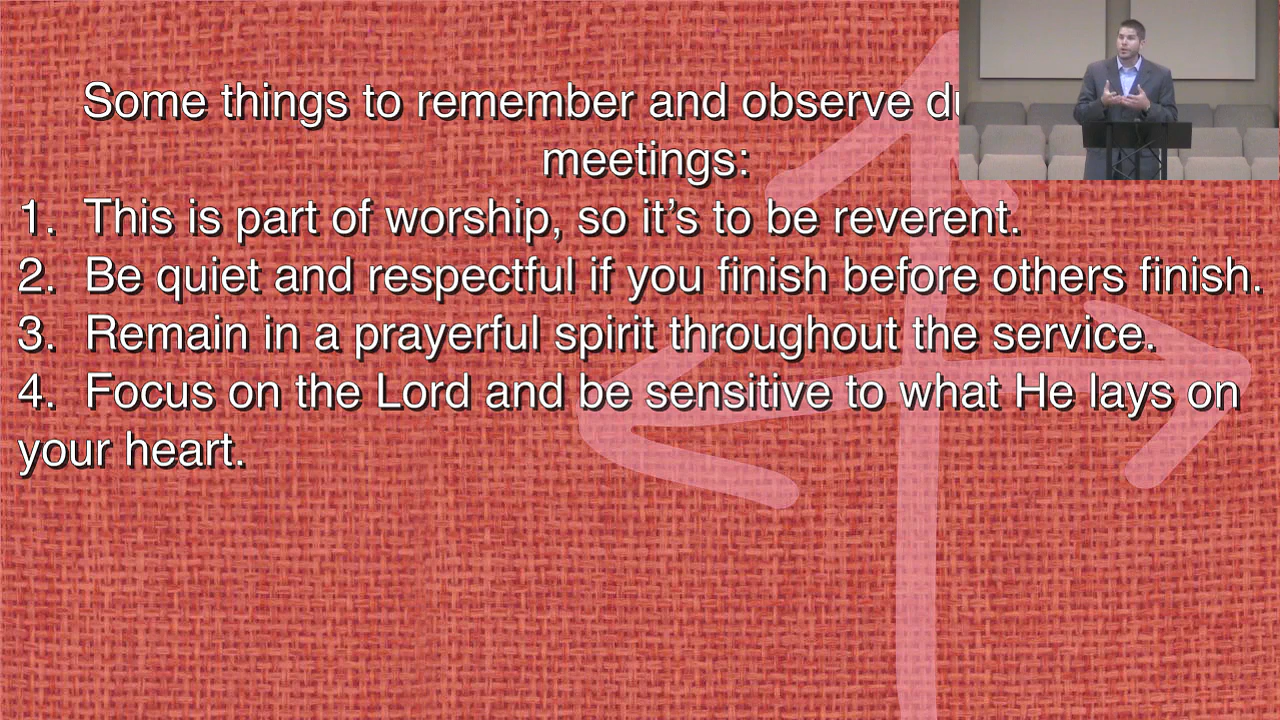 Some things to remember and observe
meetings:
1. This is part of worship, so it's to be reverent.
2. Be quiet and respectful if you finish before others finish.
3. Remain in a prayerful spirit throughout the service.
4. Focus on the Lord and be sensitive to what He lays on
your heart.